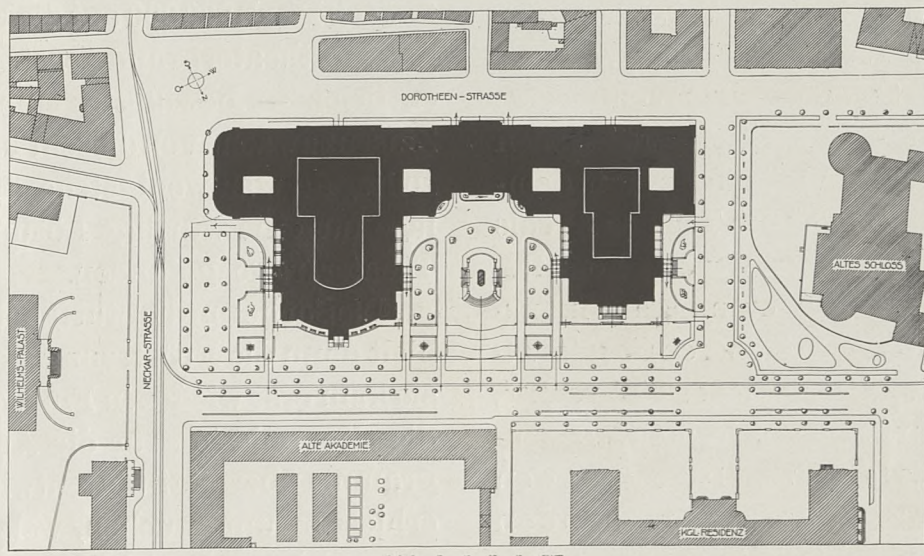 DOROTHEEN-STRASSE
ALTES SCHLOSS
NECKAR-STRASSE
WILHELMS-PALAST
ALTE AKADEMIE
KGL·RESIDENZ